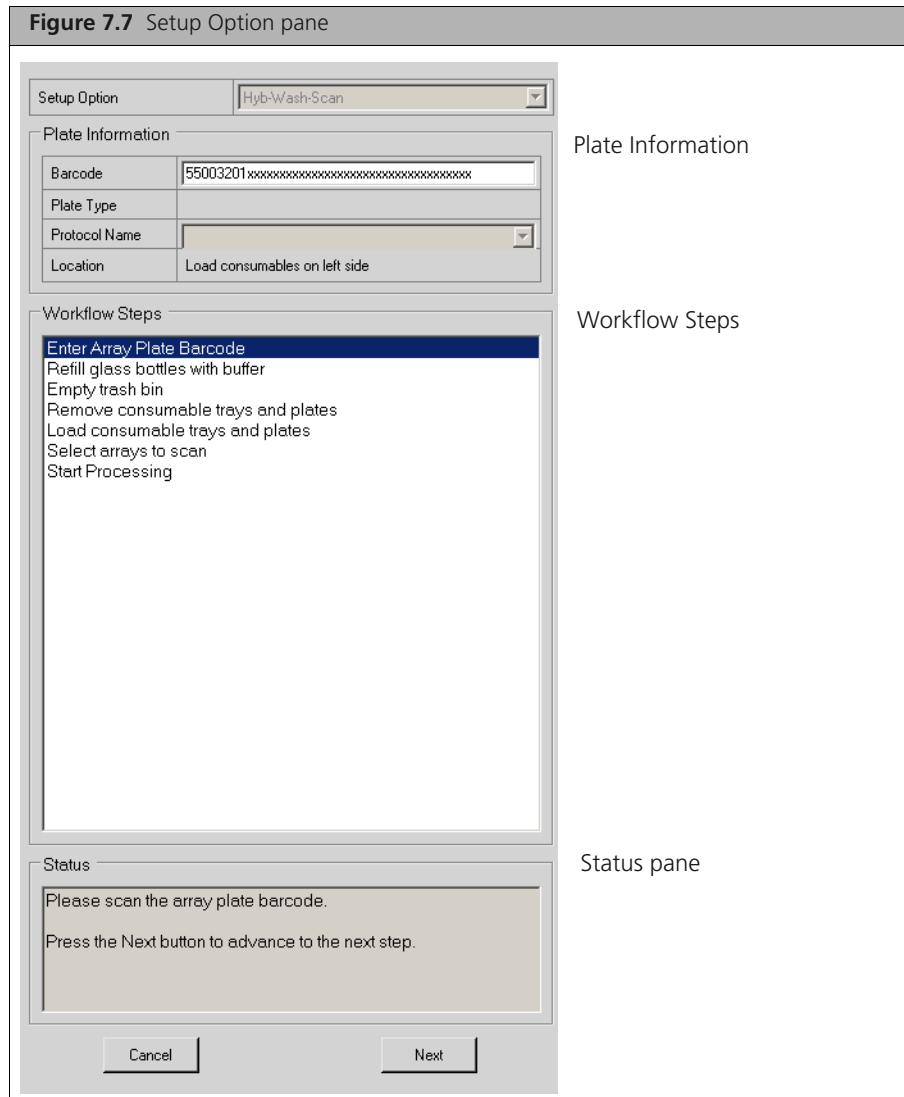 Figure 7.7 Setup Option pane
Setup Option Hyb-Wash-Scan
Plate Information
Plate Information
Barcode 55003201xxxxxxxxxxxxxxxxxxxxxxxxxxxxxxxxxx
Plate Type
Protocol Name
Location Load consumables on left side
Workflow Steps
Workflow Steps
Enter Array Plate Barcode
Refill glass bottles with buffer
Empty trash bin
Remove consumable trays and plates
Load consumable trays and plates
Select arrays to scan
Start Processing
Status
Status pane
Please scan the array plate barcode.
Press the Next button to advance to the next step.
Cancel Next